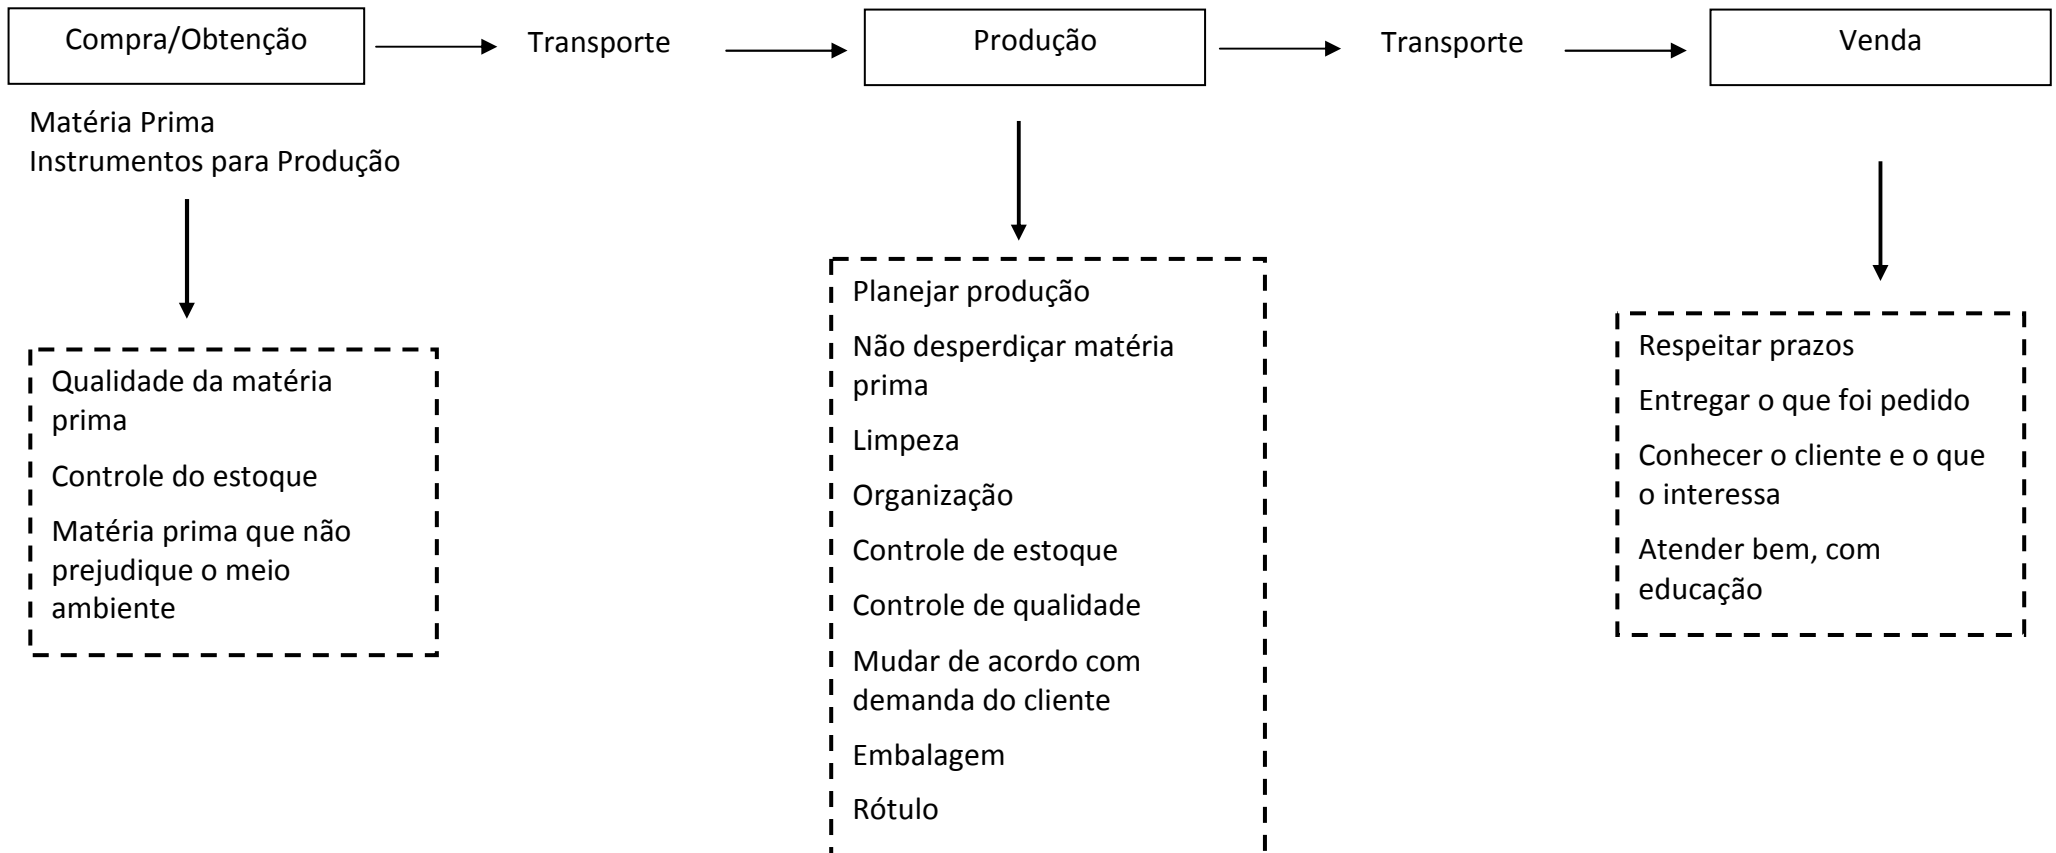 Compra/Obtenção
Transporte
Produção
Transporte
Venda
Matéria Prima
Instrumentos para Produção
Qualidade da matéria
prima
Controle do estoque
Matéria prima que não
prejudique o meio
ambiente
Planejar produção
Não desperdiçar matéria
prima
Limpeza
Organização
Controle de estoque
Controle de qualidade
Mudar de acordo com
demanda do cliente
Embalagem
Rótulo
Respeitar prazos
Entregar o que foi pedido
Conhecer o cliente e o que
o interessa
Atender bem, com
educação